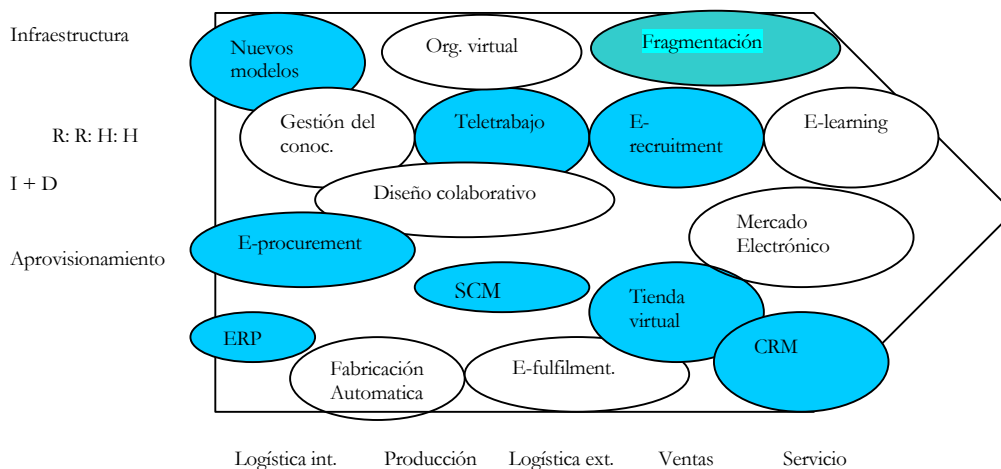 Infraestructura
Nuevos
modelos
Org. virtual
Fragmentación
R: R: H: H
Gestión del
conoc.
Teletrabajo
E-
recruitment
E-learning
I + D
Diseño colaborativo
Aprovisionamiento
E-procurement
Mercado
Electrónico
SCM
Tienda
virtual
ERP
CRM
Fabricación
Automatica
E-fulfilment.
Logística int.
Producción
Logística ext.
Ventas
Servicio